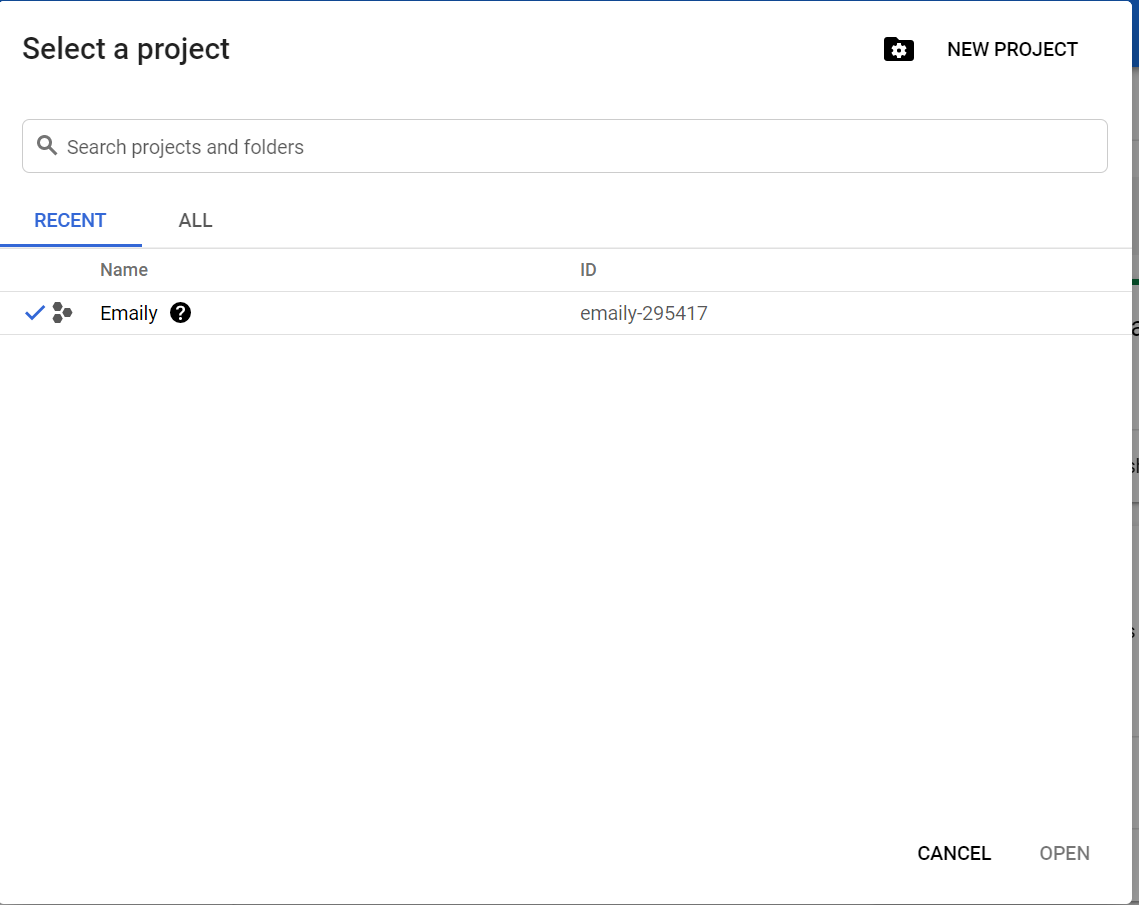 Select a project
NEW PROJECT
Search projects and folders
RECENT ALL
Name ID
Emaily ? emaily-295417
CANCEL OPEN